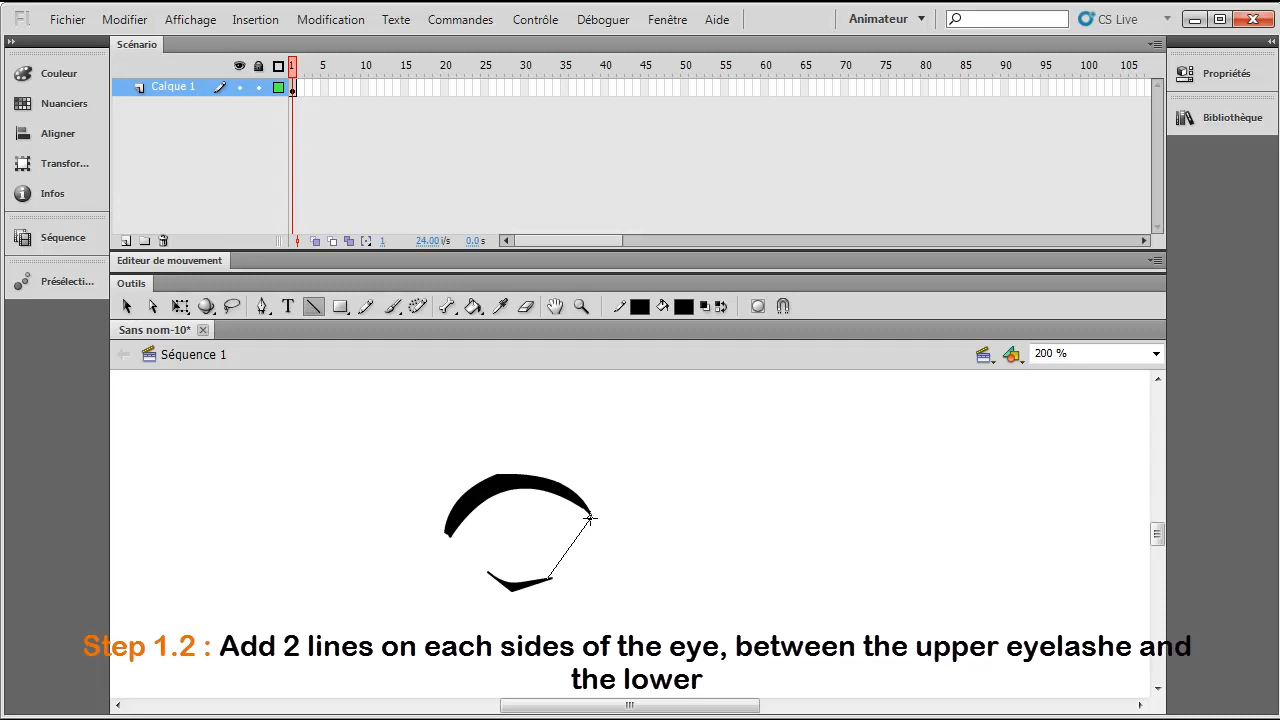 Fl Fichier Modifier Affichage Insertion Modification Texte Commandes Contrôle Déboguer Fenêtre Aide Animateur CS Live
Scénario
Couleur
Nuanciers
Aligner
Transfor...
Infos
Séquence
Présélecti...
1 5 10 15 20 25 30 35 40 45 50 55 60 65 70 75 80 85 90 95 100 105
Calque 1
1 24.00 i/s 0.0 s
Propriétés
Bibliothèque
Editeur de mouvement
Outils
Sans nom-10*
Séquence 1
200 %
Step 1.2 : Add 2 lines on each sides of the eye, between the upper eyelashe and
the lower